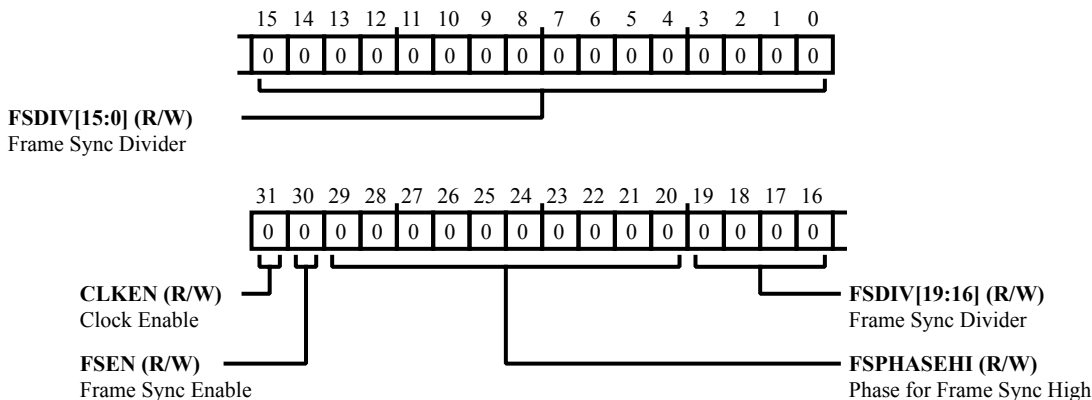 15 14 13 12 11 10 9 8 7 6 5 4 3 2 1 0
0 0 0 0 0 0 0 0 0 0 0 0 0 0 0 0
FSDIV[15:0] (R/W)
Frame Sync Divider
31 30 29 28 27 26 25 24 23 22 21 20 19 18 17 16
0 0 0 0 0 0 0 0 0 0 0 0 0 0 0 0
CLKEN (R/W)
Clock Enable
FSDIV[19:16] (R/W)
Frame Sync Divider
FSEN (R/W)
Frame Sync Enable
FSPHASEHI (R/W)
Phase for Frame Sync High